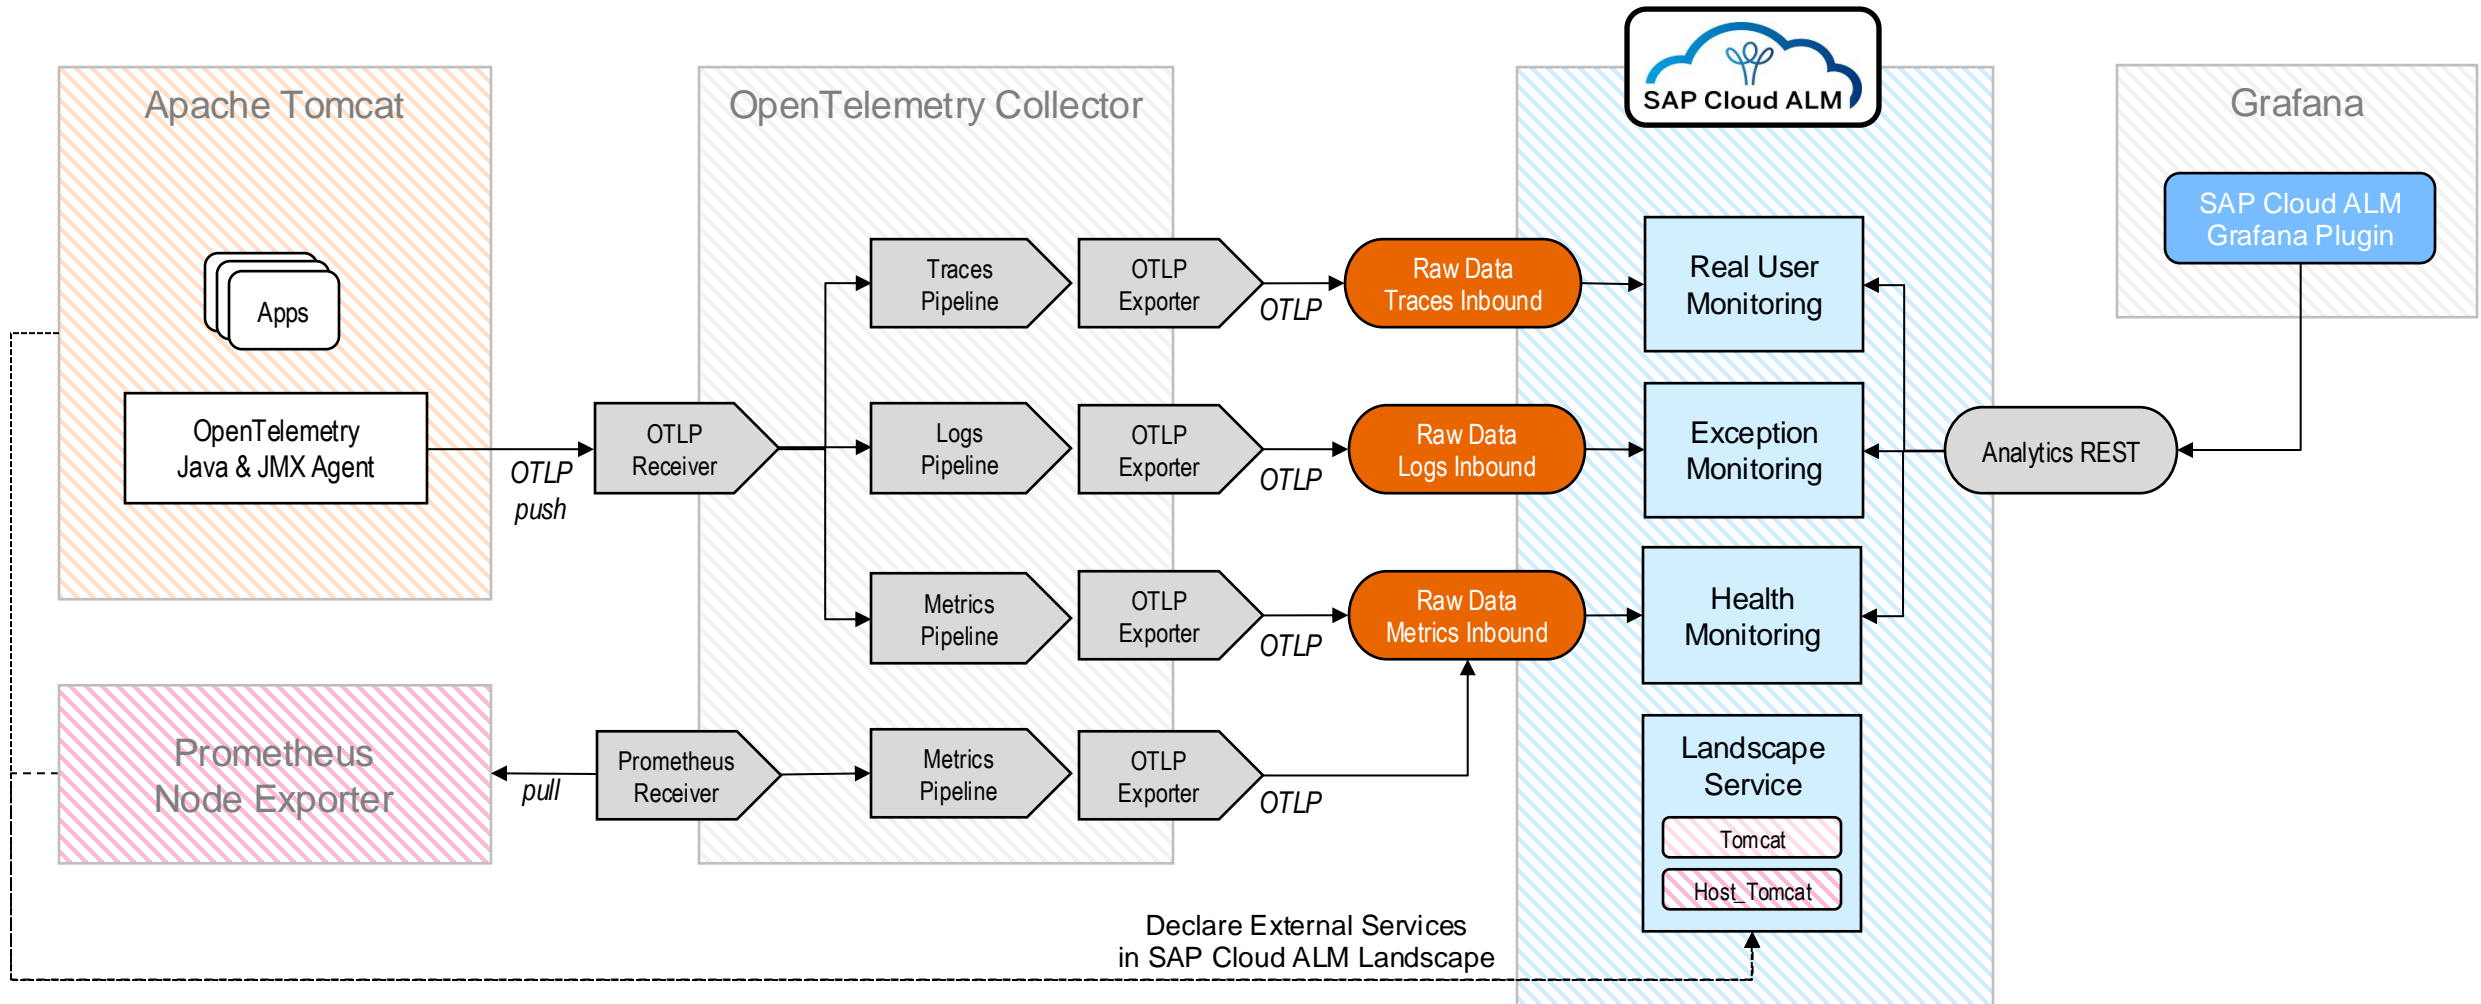 SAP Cloud ALM
Apache Tomcat
OpenTelemetry Collector
Grafana
SAP Cloud ALM
Grafana Plugin
Apps
OpenTelemetry
Java & JMX Agent
OTLP
push
OTLP
Receiver
Traces
Pipeline
OTLP
Exporter
OTLP
Raw Data
Traces Inbound
Real User
Monitoring
Logs
Pipeline
OTLP
Exporter
OTLP
Raw Data
Logs Inbound
Exception
Monitoring
Analytics REST
Metrics
Pipeline
OTLP
Exporter
OTLP
Raw Data
Metrics Inbound
Health
Monitoring
Prometheus
Node Exporter
pull
Prometheus
Receiver
Metrics
Pipeline
OTLP
Exporter
OTLP
Landscape
Service
Tomcat
Host_Tomcat
Declare External Services
in SAP Cloud ALM Landscape